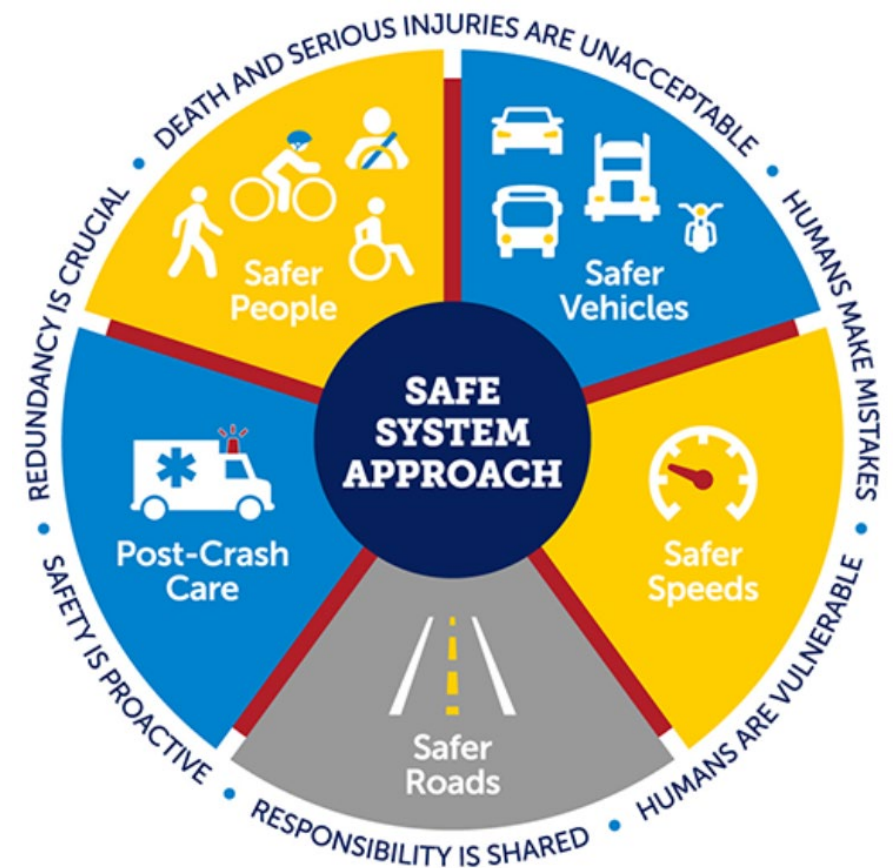 DEATH AND SERIOUS INJURIES ARE UNACCEPTABLE
HUMANS MAKE MISTAKES
HUMANS ARE VULNERABLE
RESPONSIBILITY IS SHARED
SAFETY IS PROACTIVE
REDUNDANCY IS CRUCIAL
Safer
People
Safer
Vehicles
SAFE
SYSTEM
APPROACH
Post-Crash
Care
Safer
Speeds
Safer
Roads